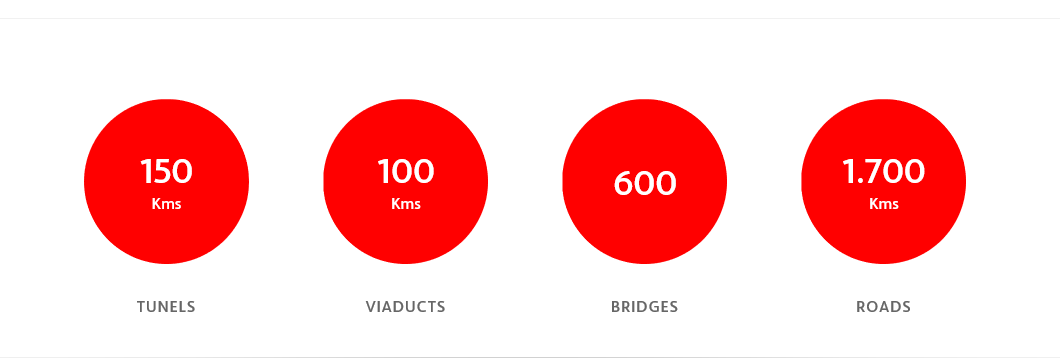 150
Kms
TUNELS
100
Kms
VIADUCTS
600
BRIDGES
1.700
Kms
ROADS